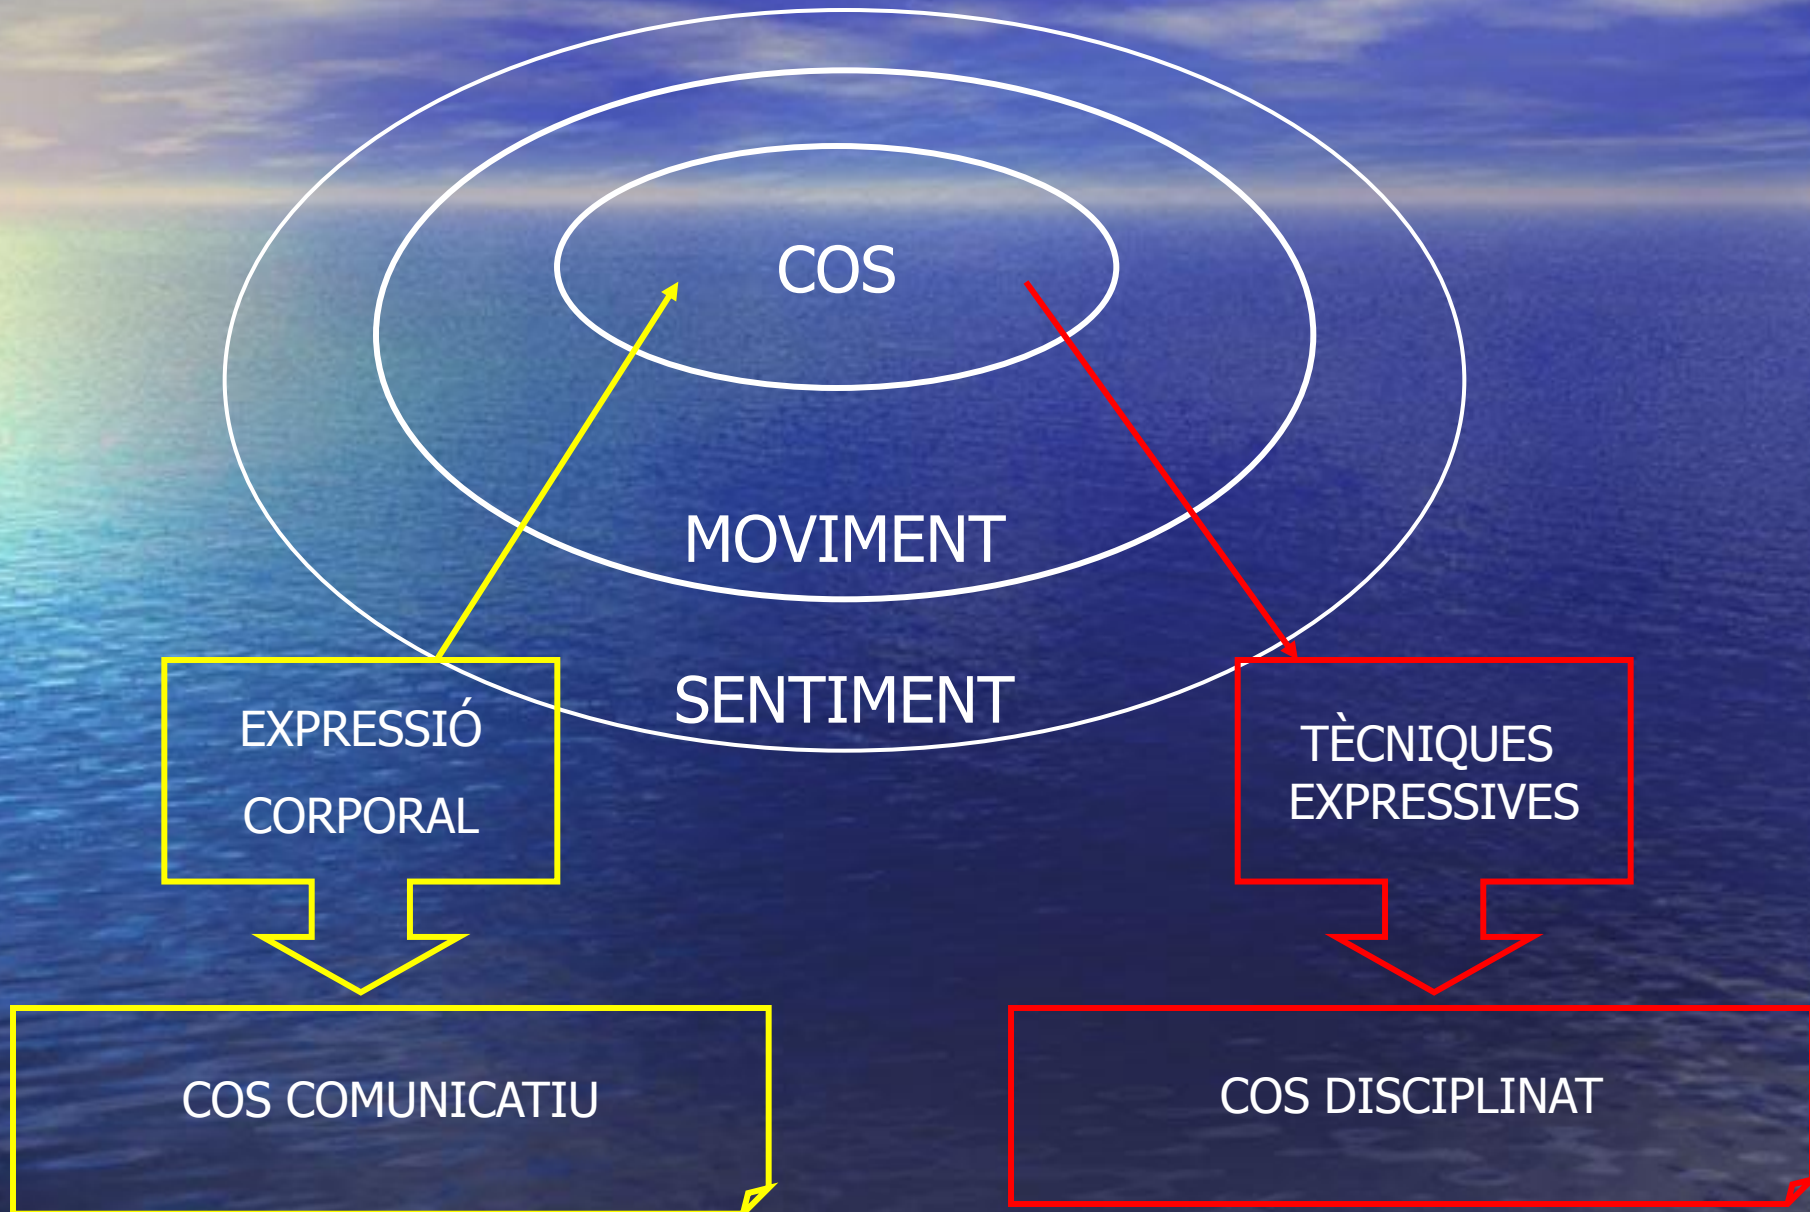 COS
MOVIMENT
SENTIMENT
EXPRESSIÓ
CORPORAL
TÈCNIQUES
EXPRESSIVES
COS COMUNICATIU
COS DISCIPLINAT